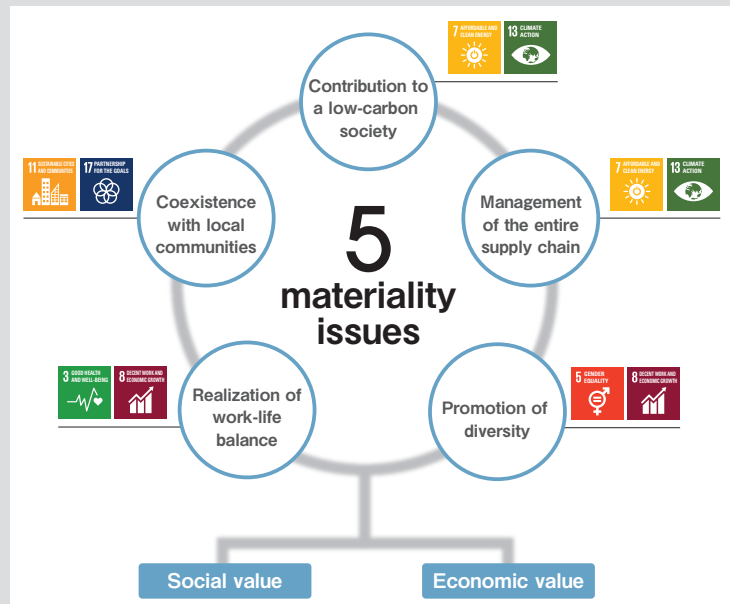 7 AFFORDABLE AND
CLEAN ENERGY
13 CLIMATE
ACTION
Contribution to
a low-carbon
society
11 SUSTAINABLE CITIES
AND COMMUNITIES
17 PARTNERSHIP
FOR THE GOALS
7 AFFORDABLE AND
CLEAN ENERGY
13 CLIMATE
ACTION
Coexistence
with local
communities
Management
of the entire
supply chain
5
materiality
issues
3 GOOD HEALTH
AND WELL-BEING
8 DECENT WORK AND
ECONOMIC GROWTH
5 GENDER
EQUALITY
8 DECENT WORK AND
ECONOMIC GROWTH
Realization of
work-life
balance
Promotion of
diversity
Social value
Economic value